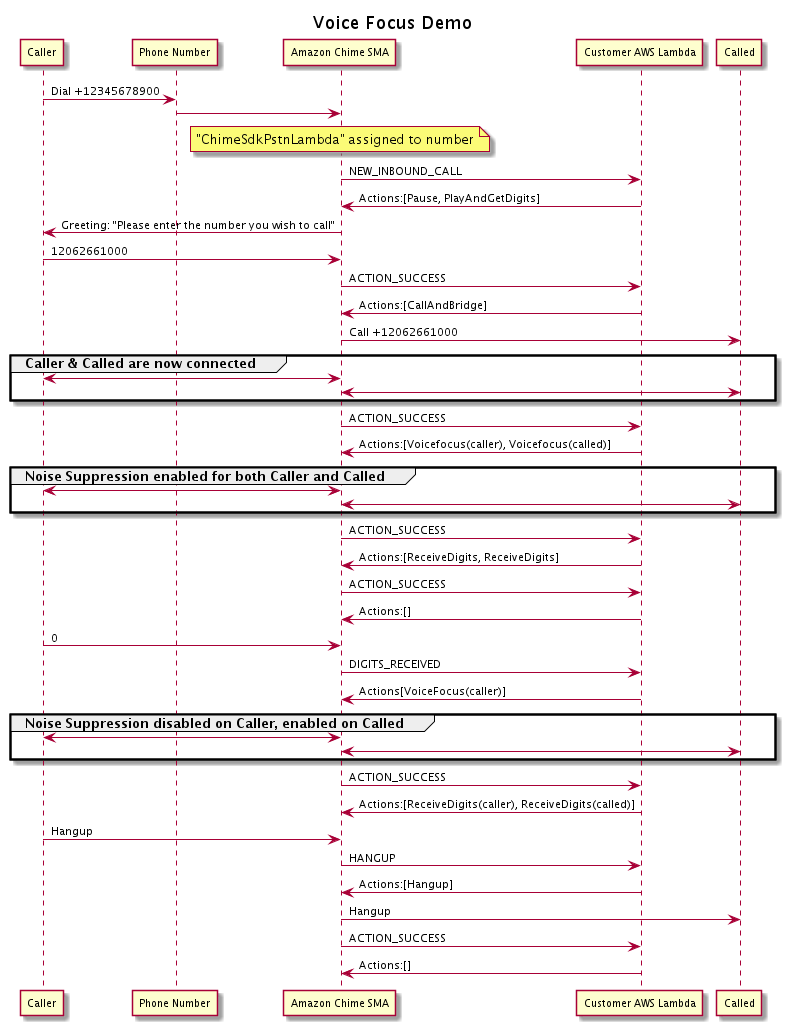 Voice Focus Demo
Caller Phone Number Amazon Chime SMA Customer AWS Lambda Called
Dial +12345678900
"ChimeSdkPstnLambda" assigned to number
NEW_INBOUND_CALL
Actions:[Pause, PlayAndGetDigits]
Greeting: "Please enter the number you wish to call"
12062661000
ACTION_SUCCESS
Actions:[CallAndBridge]
Call +12062661000
Caller & Called are now connected
ACTION_SUCCESS
Actions:[Voicefocus(caller), Voicefocus(called)]
Noise Suppression enabled for both Caller and Called
ACTION_SUCCESS
Actions:[ReceiveDigits, ReceiveDigits]
ACTION_SUCCESS
Actions:[]
0
DIGITS_RECEIVED
Actions[VoiceFocus(caller)]
Noise Suppression disabled on Caller, enabled on Called
ACTION_SUCCESS
Actions:[ReceiveDigits(caller), ReceiveDigits(called)]
Hangup
HANGUP
Actions:[Hangup]
Hangup
ACTION_SUCCESS
Actions:[]
Caller Phone Number Amazon Chime SMA Customer AWS Lambda Called